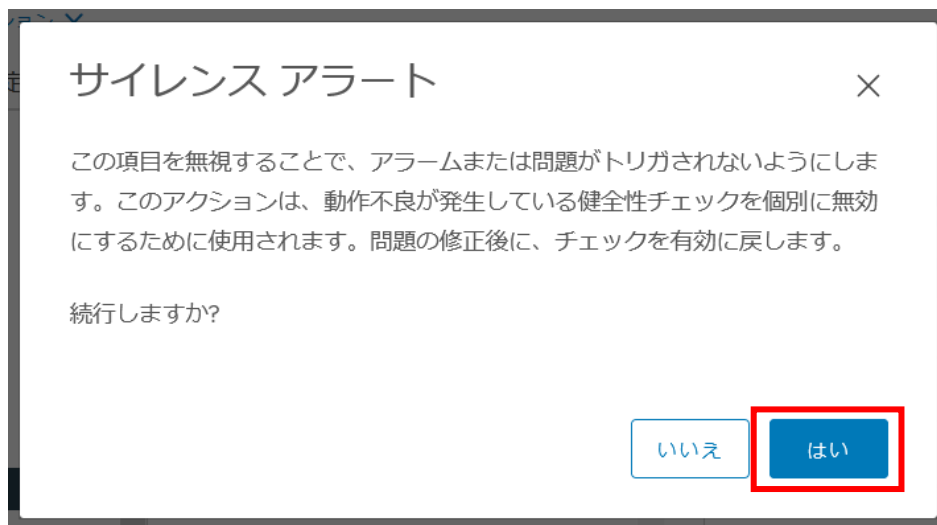 ション
定
サイレンス アラート
この項目を無視することで、アラームまたは問題がトリガされないようにしま
す。このアクションは、動作不良が発生している健全性チェックを個別に無効
にするために使用されます。問題の修正後に、チェックを有効に戻します。
続行しますか?
いいえ
はい